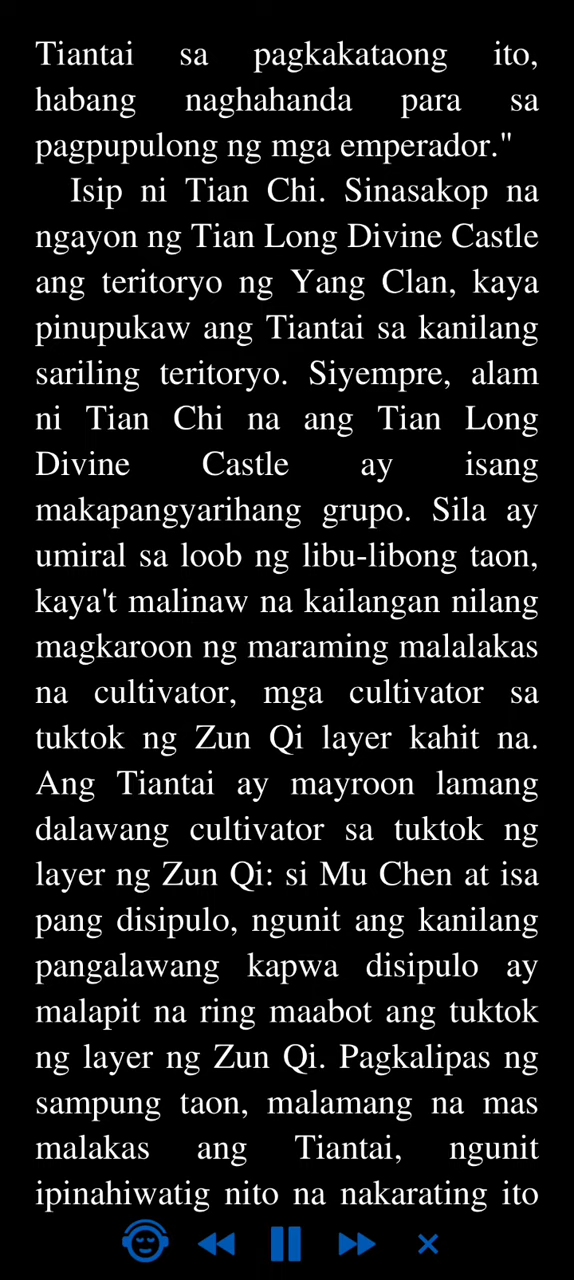 Tiantai sa pagkakataong ito,
habang naghahanda para sa
pagpupulong ng mga emperador."
Isip ni Tian Chi. Sinasakop na
ngayon ng Tian Long Divine Castle
ang teritoryo ng Yang Clan, kaya
pinupukaw ang Tiantai sa kanilang
sariling teritoryo. Siyempre, alam
ni Tian Chi na ang Tian Long
Divine Castle ay isang
makapangyarihang grupo. Sila ay
umiral sa loob ng libu-libong taon,
kaya't malinaw na kailangan nilang
magkaroon ng maraming malalakas
na cultivator, mga cultivator sa
tuktok ng Zun Qi layer kahit na.
Ang Tiantai ay mayroon lamang
dalawang cultivator sa tuktok ng
layer ng Zun Qi: si Mu Chen at isa
pang disipulo, ngunit ang kanilang
pangalawang kapwa disipulo ay
malapit na ring maabot ang tuktok
ng layer ng Zun Qi. Pagkalipas ng
sampung taon, malamang na mas
malakas ang Tiantai, ngunit
ipinahiwatig nito na nakarating ito